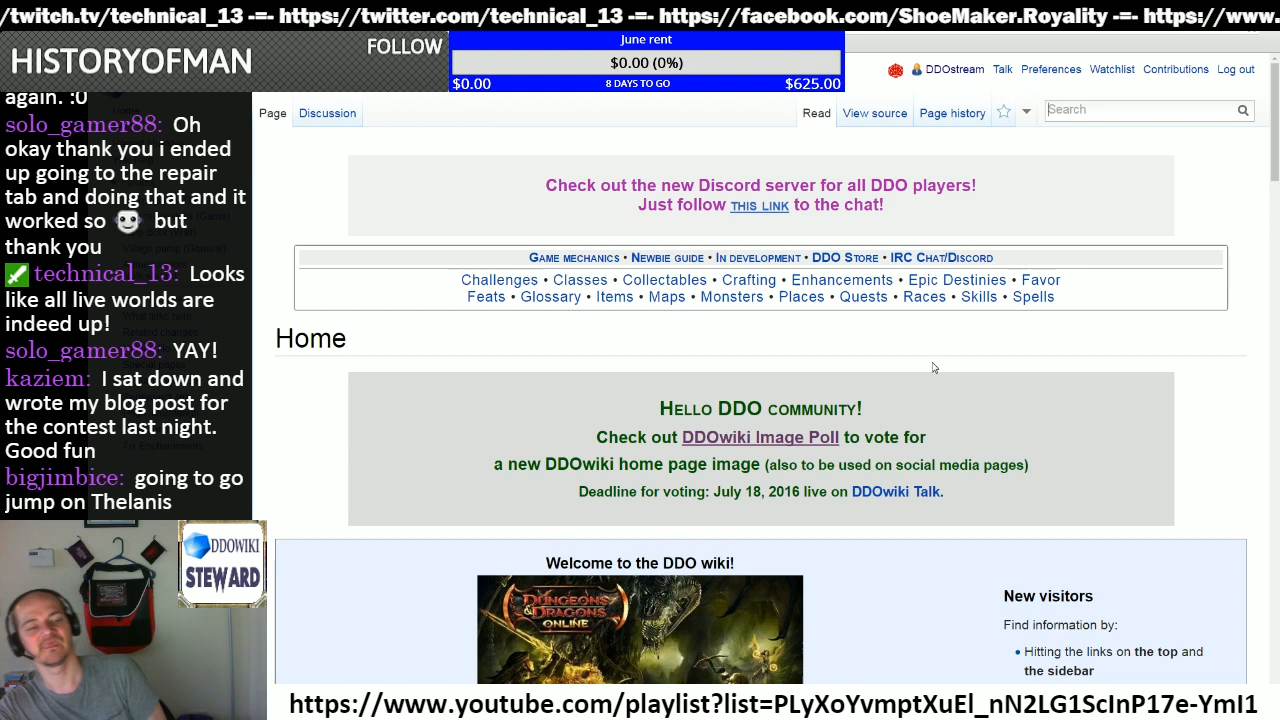 /twitch.tv/technical_13 -=- https://twitter.com/technical_13 -=- https://facebook.com/ShoeMaker.Royality -=- https://www.
HISTORYOFMAN
FOLLOW
June rent
$0.00 (0%)
$0.00 8 DAYS TO GO $625.00
DDOstream Talk Preferences Watchlist Contributions Log out
Page Discussion Read View source Page history Search
again. :0
solo_gamer88: Oh
okay thank you i ended
up going to the repair
tab and doing that and it
worked so but
thank you
technical_13: Looks
like all live worlds are
indeed up!
solo_gamer88: YAY!
kaziem: I sat down and
wrote my blog post for
the contest last night.
Good fun
bigjimbice: going to go
jump on Thelanis
Check out the new Discord server for all DDO players!
Just follow THIS LINK to the chat!
GAME MECHANICS • NEWBIE GUIDE • IN DEVELOPMENT • DDO STORE • IRC CHAT/DISCORD
Challenges • Classes • Collectables • Crafting • Enhancements • Epic Destinies • Favor
Feats • Glossary • Items • Maps • Monsters • Places • Quests • Races • Skills • Spells
Home
HELLO DDO COMMUNITY!
Check out DDOwiki Image Poll to vote for
a new DDOwiki home page image (also to be used on social media pages)
Deadline for voting: July 18, 2016 live on DDOwiki Talk.
Welcome to the DDO wiki!
DUNGEONS
& DRAGONS
ONLINE
New visitors
Find information by:
• Hitting the links on the top and
the sidebar
DDOWIKI
STEWARD
https://www.youtube.com/playlist?list=PLyXoYvmptXuEl_nN2LG1ScInP17e-YmI1